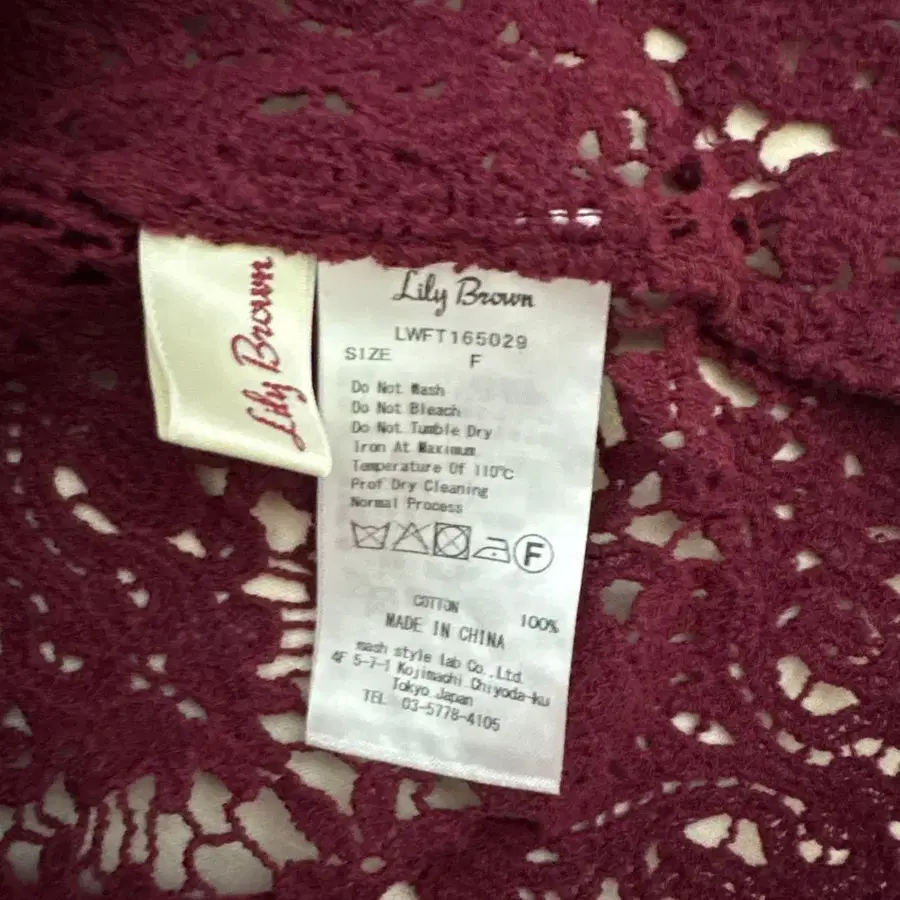 Lily Brown
Lily Brown
LWFT165029
SIZE F
Do Not Wash
Do Not Bleach
Do Not Tumble Dry
Iron At Maximum
Temperature Of 110℃
Prof Dry Cleaning
Normal Process
F
COTTON 100%
MADE IN CHINA
mash style lab Co.,Ltd.
4F 5-7-1 Kojimachi Chiyoda-ku
Tokyo Japan
TEL 03-5778-4105